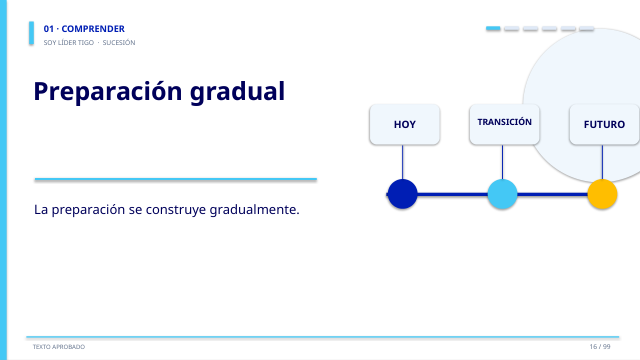 01 · COMPRENDER
SOY LÍDER TIGO · SUCESIÓN
Preparación gradual
HOY
TRANSICIÓN
FUTURO
La preparación se construye gradualmente.
TEXTO APROBADO
16 / 99